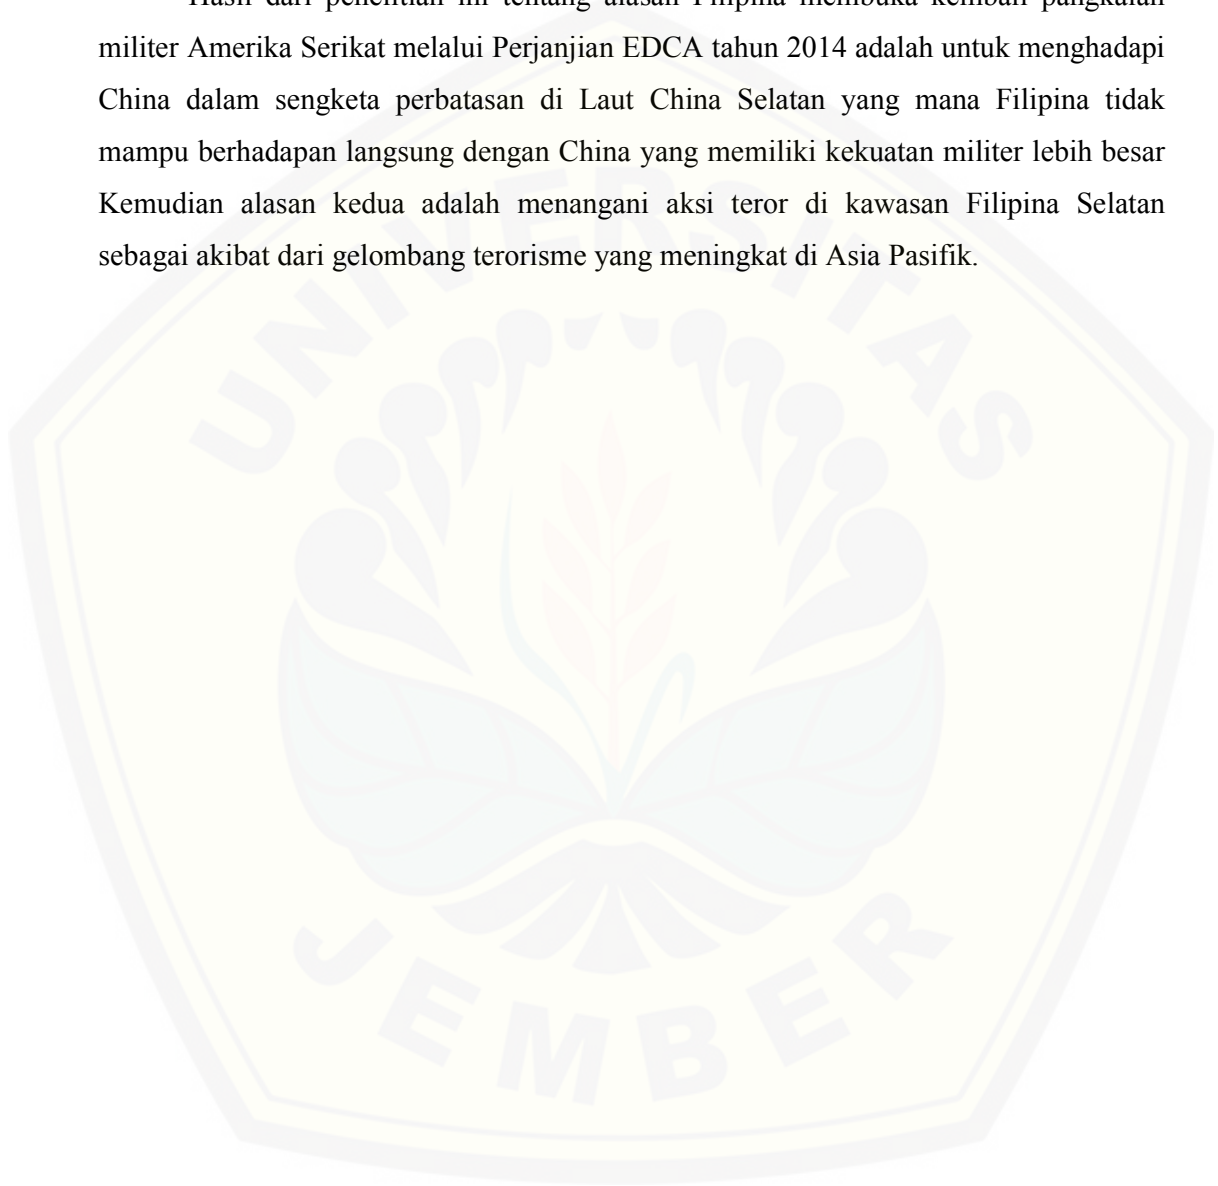 Hasil dari penelitian ini tentang alasan Filipina membuka kembali pangkalan
militer Amerika Serikat melalui Perjanjian EDCA tahun 2014 adalah untuk menghadapi
China dalam sengketa perbatasan di Laut China Selatan yang mana Filipina tidak
mampu berhadapan langsung dengan China yang memiliki kekuatan militer lebih besar
Kemudian alasan kedua adalah menangani aksi teror di kawasan Filipina Selatan
sebagai akibat dari gelombang terorisme yang meningkat di Asia Pasifik.
UNIVERSITAS
JEMBER